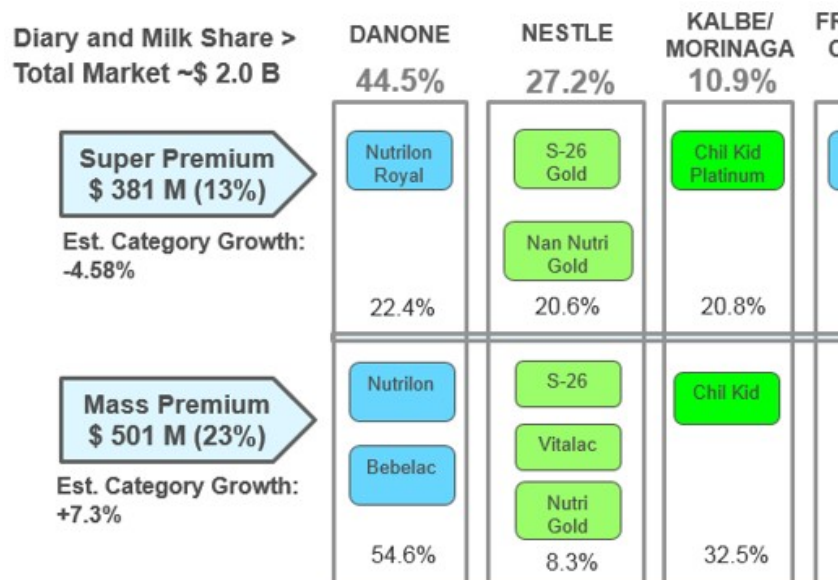 Diary and Milk Share >
Total Market ~$ 2.0 B
DANONE
44.5%
NESTLE
27.2%
KALBE/
MORINAGA
10.9%
FR
C
Super Premium
$ 381 M (13%)
Est. Category Growth:
-4.58%
Nutrilon
Royal
22.4%
S-26
Gold
Nan Nutri
Gold
20.6%
Chil Kid
Platinum
20.8%
Mass Premium
$ 501 M (23%)
Est. Category Growth:
+7.3%
Nutrilon
Bebelac
54.6%
S-26
Vitalac
Nutri
Gold
8.3%
Chil Kid
32.5%